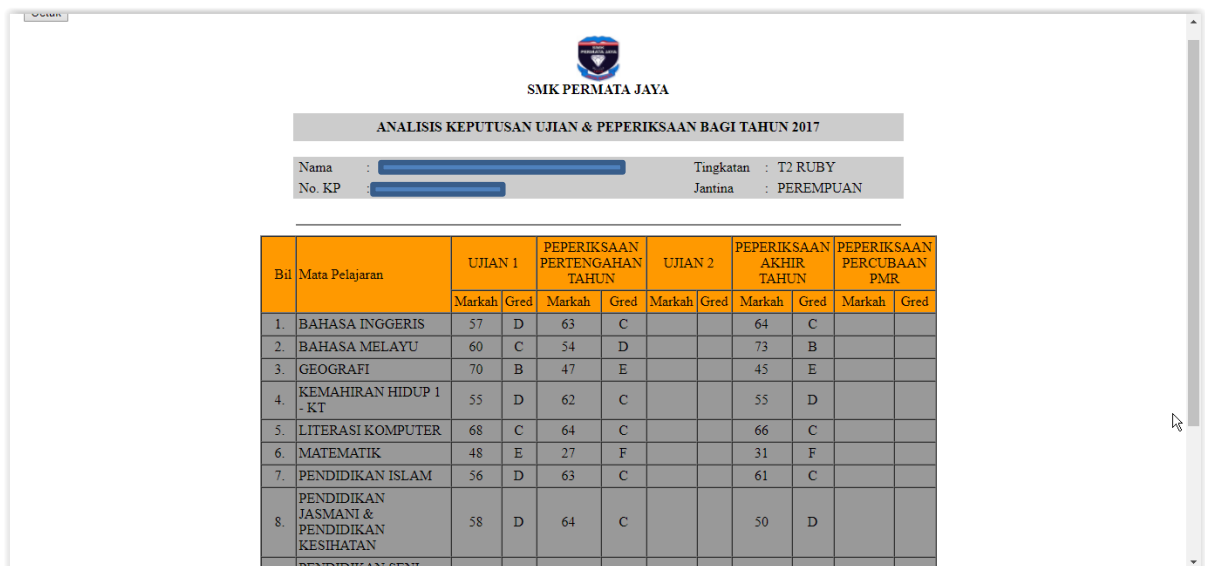 Cetak
SMK PERMATA JAYA
ANALISIS KEPUTUSAN UJIAN & PEPERIKSAAN BAGI TAHUN 2017
Nama : Tingkatan : T2 RUBY
No. KP : Jantina : PEREMPUAN
Bil Mata Pelajaran UJIAN 1 PEPERIKSAAN PERTENGAHAN TAHUN UJIAN 2 PEPERIKSAAN AKHIR TAHUN PEPERIKSAAN PERCUBAAN PMR
Markah Gred Markah Gred Markah Gred Markah Gred Markah Gred
1. BAHASA INGGERIS 57 D 63 C 64 C
2. BAHASA MELAYU 60 C 54 D 73 B
3. GEOGRAFI 70 B 47 E 45 E
4. KEMAHIRAN HIDUP 1 - KT 55 D 62 C 55 D
5. LITERASI KOMPUTER 68 C 64 C 66 C
6. MATEMATIK 48 E 27 F 31 F
7. PENDIDIKAN ISLAM 56 D 63 C 61 C
8. PENDIDIKAN JASMANI & PENDIDIKAN KESIHATAN 58 D 64 C 50 D
PENDIDIKAN SENI